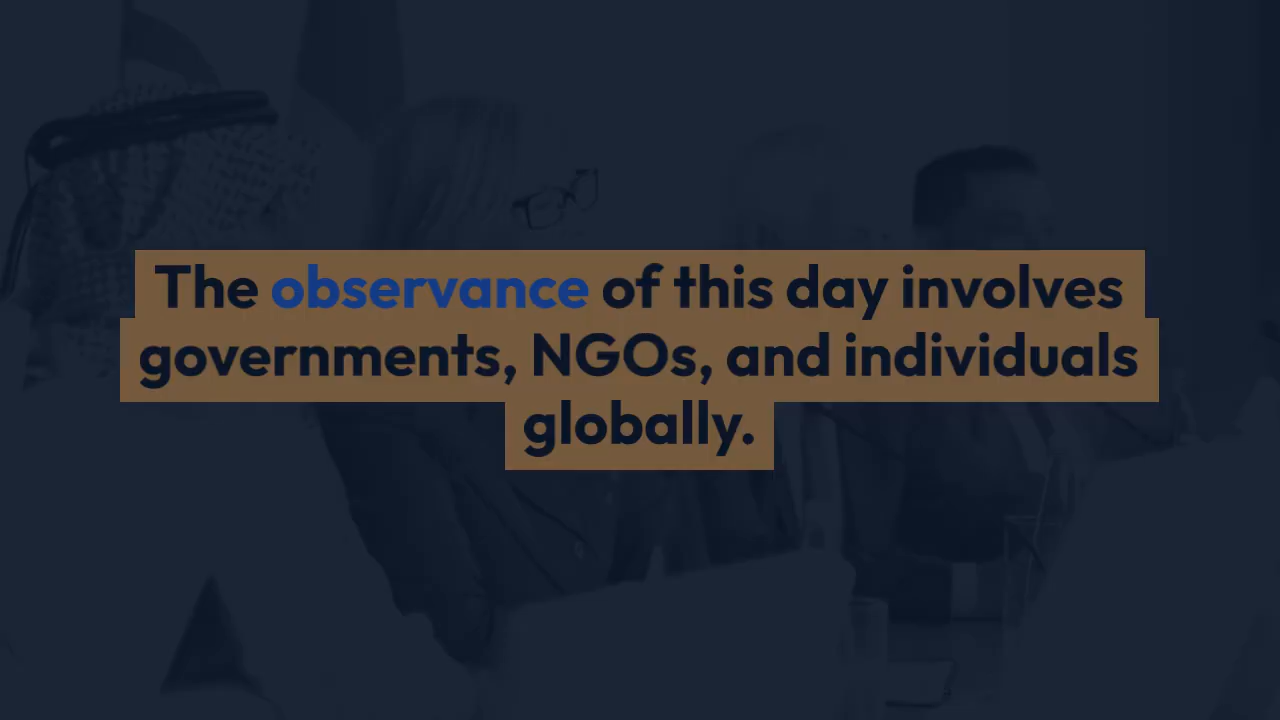 The observance of this day involves
governments, NGOs, and individuals
globally.